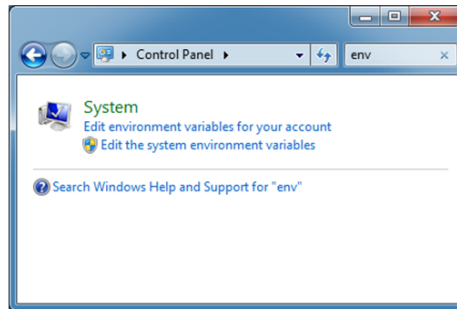 Control Panel
env
System
Edit environment variables for your account
Edit the system environment variables
Search Windows Help and Support for "env"